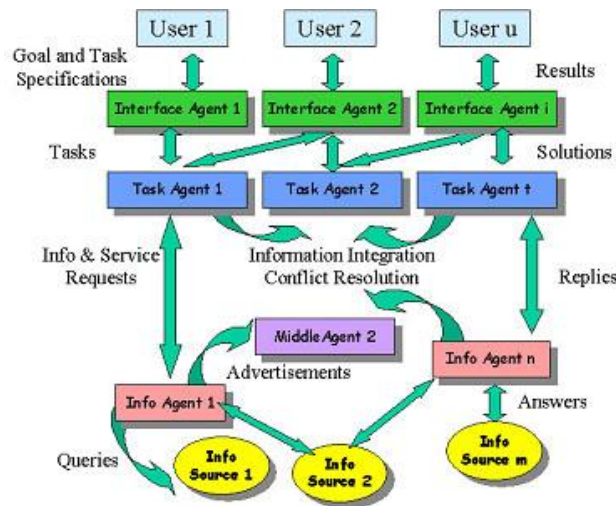 User 1
User 2
User u
Goal and Task
Specifications
Results
Interface Agent 1
Interface Agent 2
Interface Agent i
Tasks
Solutions
Task Agent 1
Task Agent 2
Task Agent t
Info & Service
Requests
Information Integration
Conflict Resolution
Replies
MiddleAgent 2
Info Agent n
Advertisements
Info Agent 1
Answers
Queries
Info
Source 1
Info
Source 2
Info
Source m